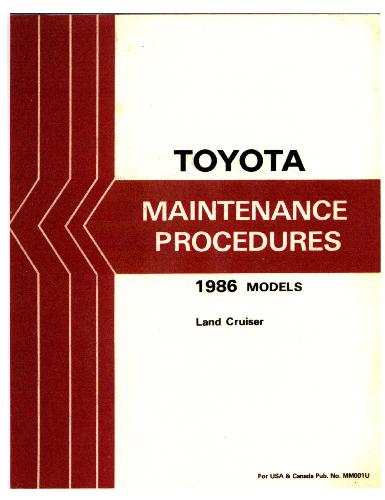 TOYOTA
MAINTENANCE
PROCEDURES
1986 MODELS
Land Cruiser
For USA & Canada Pub. No. MM001U